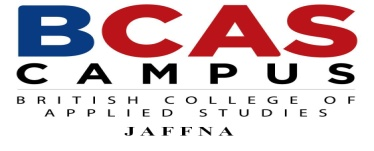 BCAS
CAMPUS
BRITISH COLLEGE OF
APPLIED STUDIES
JAFFNA